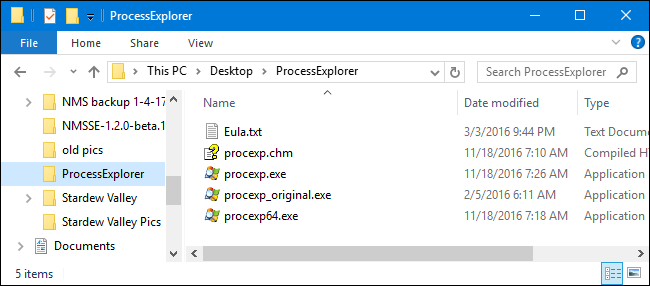 ProcessExplorer
File Home Share View
This PC Desktop ProcessExplorer Search ProcessExplorer
NMS backup 1-4-17
NMSSE-1.2.0-beta.1
old pics
ProcessExplorer
Stardew Valley
Stardew Valley Pics
Documents
Name Date modified Type
Eula.txt 3/3/2016 9:44 PM Text Docume
procexp.chm 11/18/2016 7:10 AM Compiled H
procexp.exe 11/18/2016 7:26 AM Application
procexp_original.exe 2/5/2016 6:11 AM Application
procexp64.exe 11/18/2016 7:18 AM Application
5 items